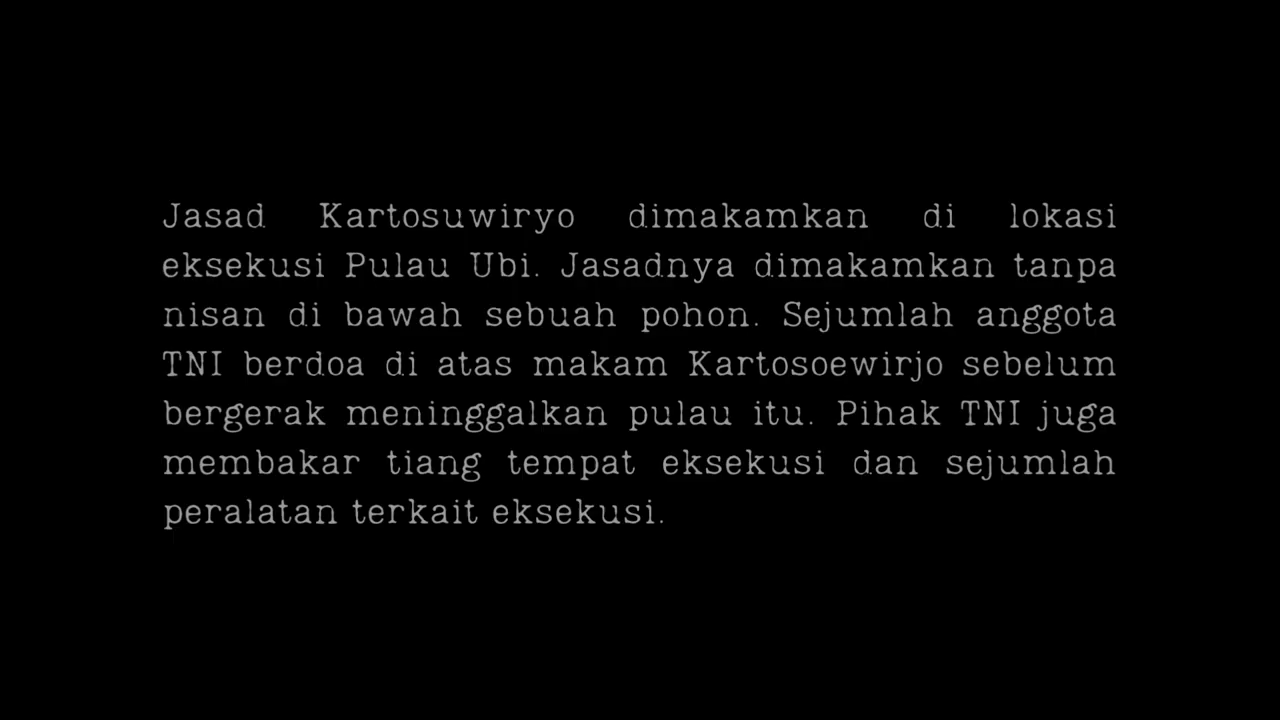 Jasad Kartosuwiryo dimakamkan di lokasi
eksekusi Pulau Ubi. Jasadnya dimakamkan tanpa
nisan di bawah sebuah pohon. Sejumlah anggota
TNI berdoa di atas makam Kartosoewirjo sebelum
bergerak meninggalkan pulau itu. Pihak TNI juga
membakar tiang tempat eksekusi dan sejumlah
peralatan terkait eksekusi.